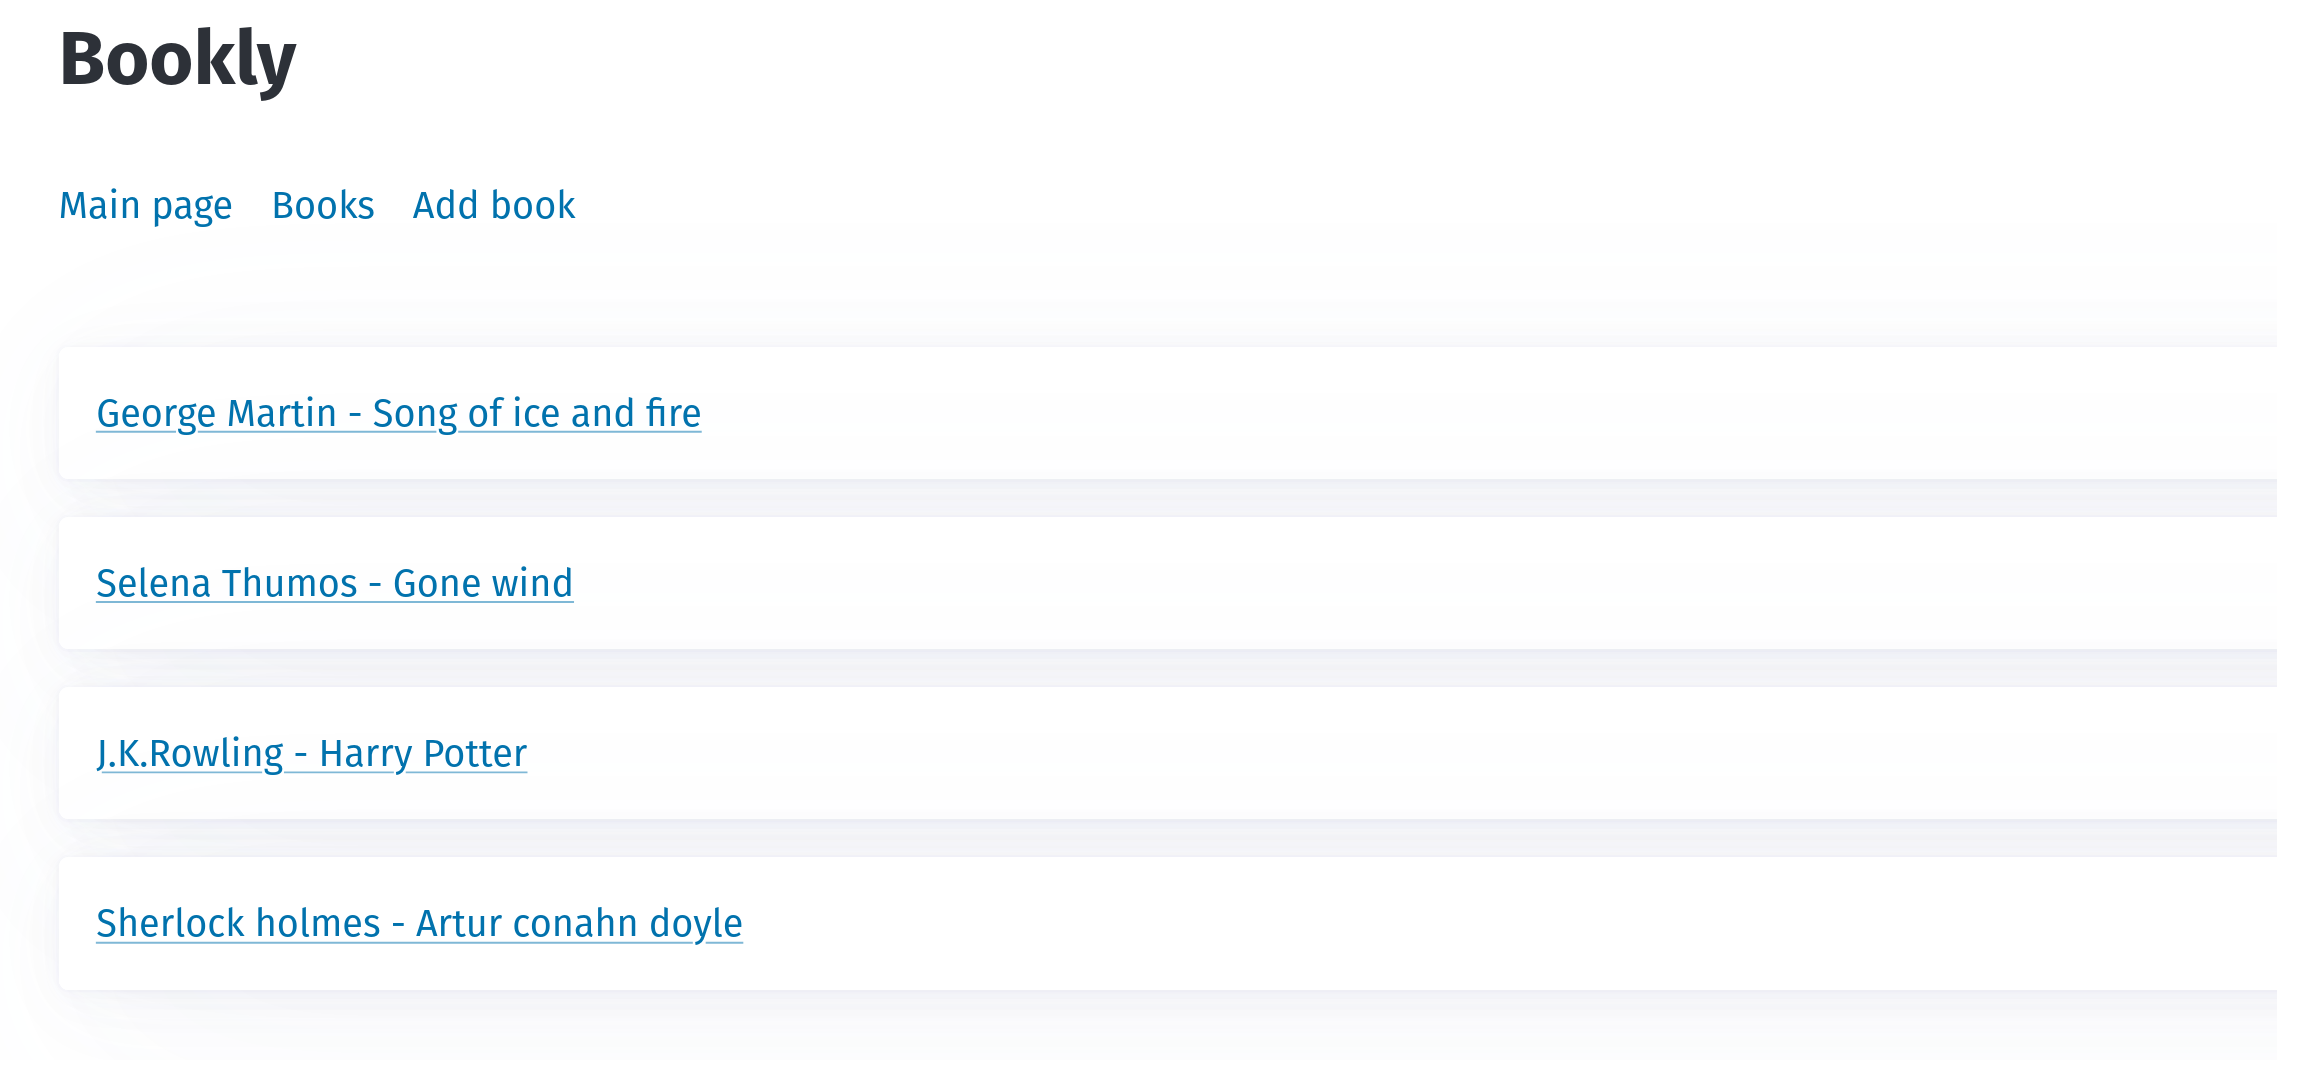 Bookly
Main page Books Add book
George Martin - Song of ice and fire
Selena Thumos - Gone wind
J.K.Rowling - Harry Potter
Sherlock holmes - Artur conahn doyle